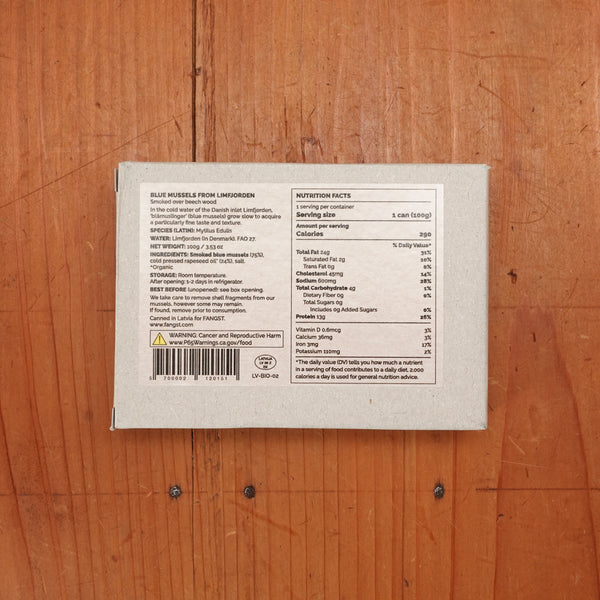 BLUE MUSSELS FROM LIMFJORDEN
Smoked over beech wood
In the cold water of the Danish inlet Limfjorden,
'blåmuslinger' (blue mussels) grow slow to acquire
a particularly fine taste and texture.
SPECIES (LATIN): Mytilus Edulis
WATER: Limfjorden (in Denmark). FAO 27.
NET WEIGHT: 100g / 3.53 oz
INGREDIENTS: Smoked blue mussels (75%),
cold pressed rapeseed oil* (24%), salt.
*Organic
STORAGE: Room temperature.
After opening: 1-2 days in refrigerator.
BEST BEFORE (unopened): see box opening.
We take care to remove shell fragments from our
mussels, however some may remain.
If found, remove prior to consumption.
Canned in Latvia for FANGST.
www.fangst.com
WARNING: Cancer and Reproductive Harm
www.P65Warnings.ca.gov/food
5 700002 120151
LATVIJA
LV-BIO-02
NUTRITION FACTS
1 serving per container
Serving size 1 can (100g)
Amount per serving
Calories 290
% Daily Value*
Total Fat 24g 31%
Saturated Fat 2g 10%
Trans Fat 0g 0%
Cholesterol 45mg 14%
Sodium 600mg 28%
Total Carbohydrate 4g 1%
Dietary Fiber 0g 0%
Total Sugars 0g
Includes 0g Added Sugars 0%
Protein 13g 26%
Vitamin D 0,6mcg 3%
Calcium 36mg 3%
Iron 3mg 17%
Potassium 110mg 2%
*The daily value (DV) tells you how much a nutrient
in a serving of food contributes to a daily diet. 2,000
calories a day is used for general nutrition advice.